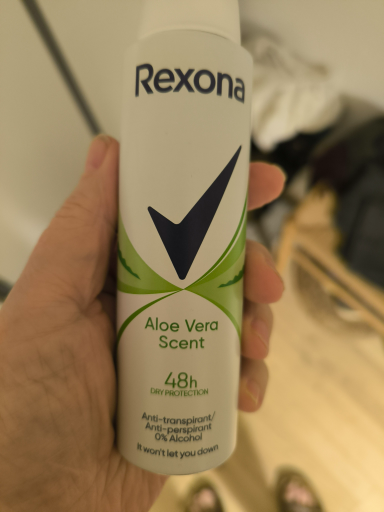 Rexona
Aloe Vera
Scent
48h
DRY PROTECTION
Anti-transpirant/
Anti-perspirant
0% Alcohol
It won't let you down